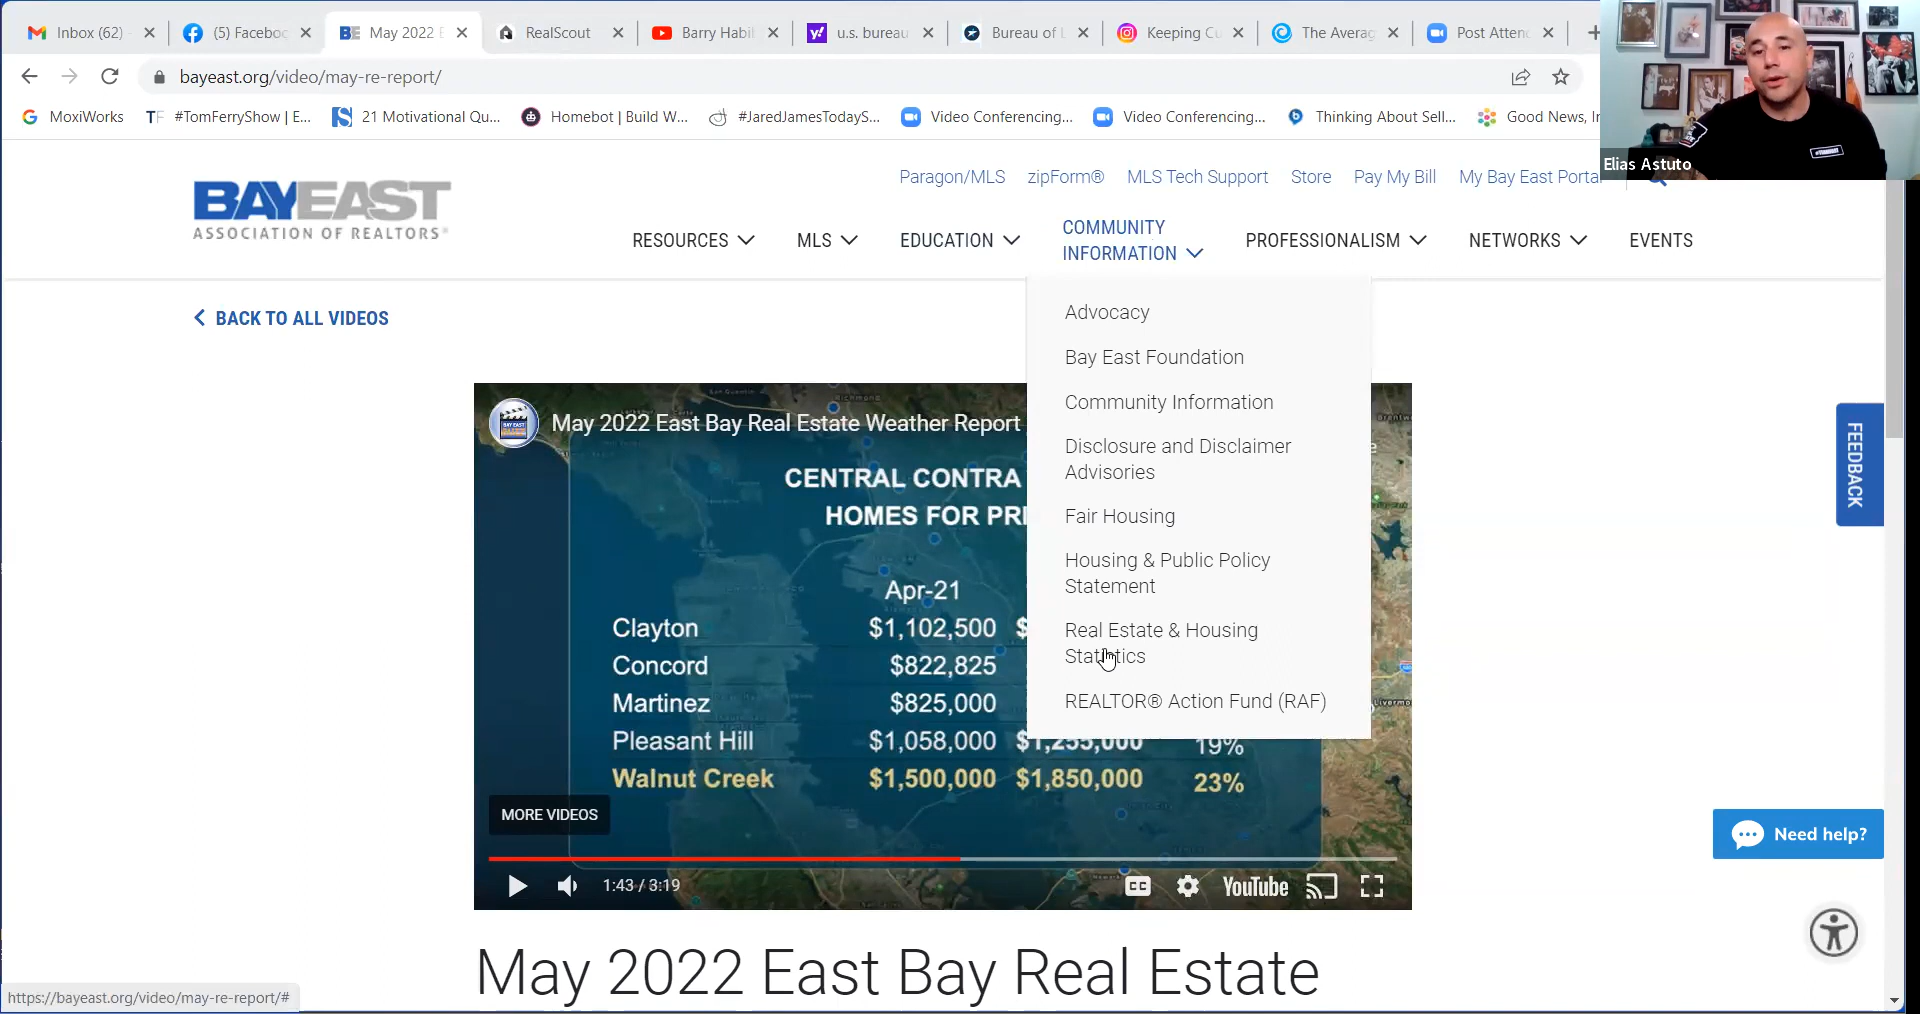 Inbox (62)
(5) Faceboo
May 2022 E
RealScout
Barry Habi
u.s. bureau
Bureau of L
Keeping Cu
The Averag
Post Atten
bayeast.org/video/may-re-report/
MoxiWorks
#TomFerryShow | E...
21 Motivational Qu...
Homebot | Build W...
#JaredJamesTodayS...
Video Conferencing...
Video Conferencing...
Thinking About Sell...
Good News, In
Elias Astuto
Paragon/MLS
zipForm®
MLS Tech Support
Store
Pay My Bill
My Bay East Portal
BAYEAST
ASSOCIATION OF REALTORS®
RESOURCES
MLS
EDUCATION
COMMUNITY
INFORMATION
PROFESSIONALISM
NETWORKS
EVENTS
BACK TO ALL VIDEOS
Advocacy
Bay East Foundation
Community Information
Disclosure and Disclaimer
Advisories
Fair Housing
Housing & Public Policy
Statement
Real Estate & Housing
Statistics
REALTOR® Action Fund (RAF)
May 2022 East Bay Real Estate Weather Report
CENTRAL CONTRA
HOMES FOR PRI
Apr-21
Clayton $1,102,500 $
Concord $822,825
Martinez $825,000
Pleasant Hill $1,058,000 $1,255,000 19%
Walnut Creek $1,500,000 $1,850,000 23%
MORE VIDEOS
1:43 / 3:19
CC
YouTube
FEEDBACK
Need help?
May 2022 East Bay Real Estate
https://bayeast.org/video/may-re-report/#